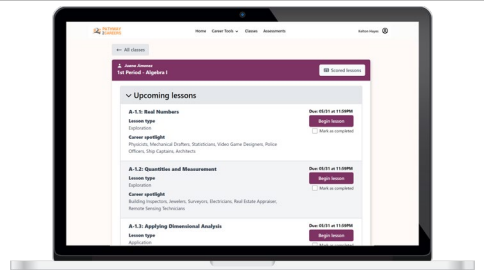 PATHWAY
2CAREERS
Home Career Tools Classes Assessments
← All classes
Juana Jimenez
1st Period - Algebra I
Scored lessons
Upcoming lessons
A-1.1: Real Numbers
Due: 05/31 at 11:59PM
Lesson type
Begin lesson
Exploration
Mark as completed
Career spotlight
Physicists, Mechanical Drafters, Statisticians, Video Game Designers, Police
Officers, Ship Captains, Architects
A-1.2: Quantities and Measurement
Due: 05/31 at 11:59PM
Lesson type
Begin lesson
Exploration
Mark as completed
Career spotlight
Building Inspectors, Jewelers, Surveyors, Electricians, Real Estate Appraiser,
Remote Sensing Technicians
A-1.3: Applying Dimensional Analysis
Due: 05/31 at 11:59PM
Lesson type
Begin lesson
Application
Mark as completed